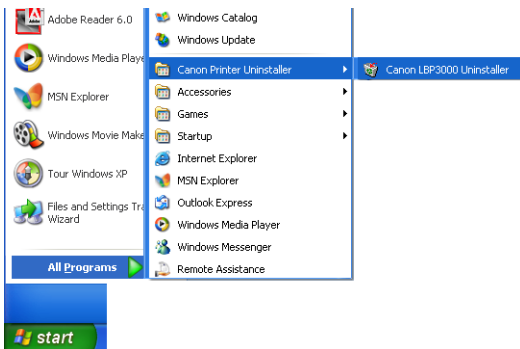 Adobe Reader 6.0
Windows Media Playe
MSN Explorer
Windows Movie Make
Tour Windows XP
Files and Settings Tra
Wizard
All Programs
start
Windows Catalog
Windows Update
Canon Printer Uninstaller
Accessories
Games
Startup
Internet Explorer
MSN Explorer
Outlook Express
Windows Media Player
Windows Messenger
Remote Assistance
Canon LBP3000 Uninstaller